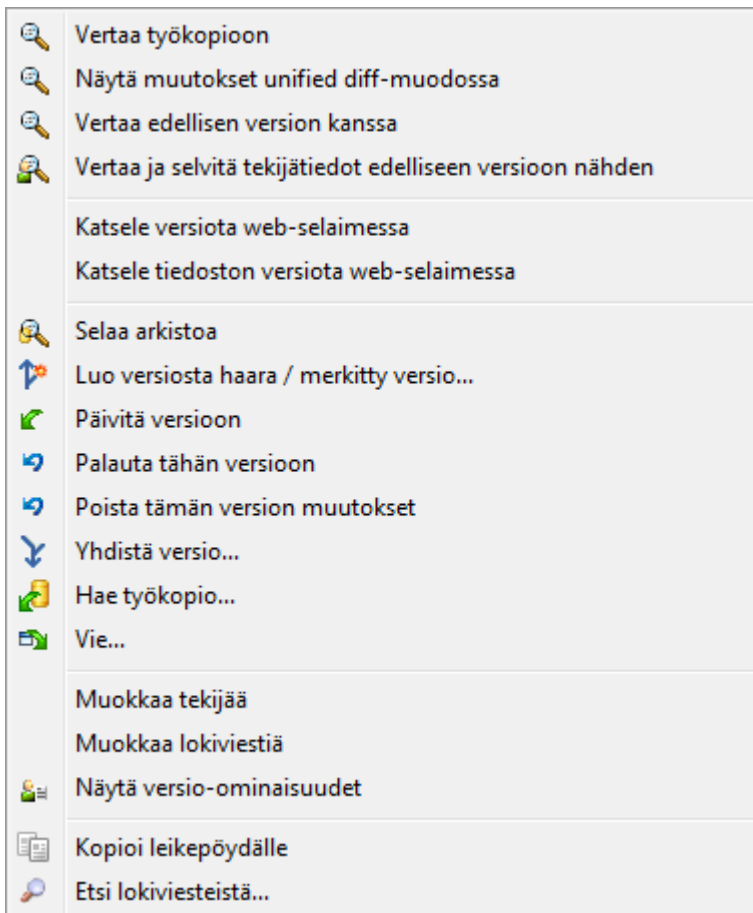 Vertaa työkopioon
Näytä muutokset unified diff-muodossa
Vertaa edellisen version kanssa
Vertaa ja selvitä tekijätiedot edelliseen versioon nähden
Katsele versiota web-selaimessa
Katsele tiedoston versiota web-selaimessa
Selaa arkistoa
Luo versiosta haara / merkitty versio...
Päivitä versioon
Palauta tähän versioon
Poista tämän version muutokset
Yhdistä versio...
Hae työkopio...
Vie...
Muokkaa tekijää
Muokkaa lokiviestiä
Näytä versio-ominaisuudet
Kopioi leikepöydälle
Etsi lokiviesteistä...